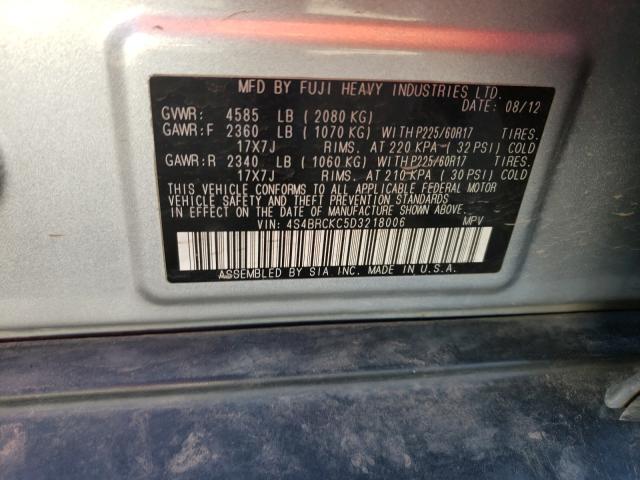 MFD BY FUJI HEAVY INDUSTRIES LTD.
DATE: 08/12
GVWR: 4585 LB (2080 KG)
GAWR:F 2360 LB (1070 KG) WITH P225/60R17 TIRES.
17X7J RIMS. AT 220 KPA (32 PSI) COLD
GAWR:R 2340 LB (1060 KG) WITH P225/60R17 TIRES.
17X7J RIMS. AT 210 KPA (30 PSI) COLD
THIS VEHICLE CONFORMS TO ALL APPLICABLE FEDERAL MOTOR
VEHICLE SAFETY AND THEFT PREVENTION STANDARDS IN EFFECT
ON THE DATE OF MANUFACTURE SHOWN ABOVE.
VIN: 4S4BRCKC5D3218006 MPV
ASSEMBLED BY SIA INC. MADE IN U.S.A.